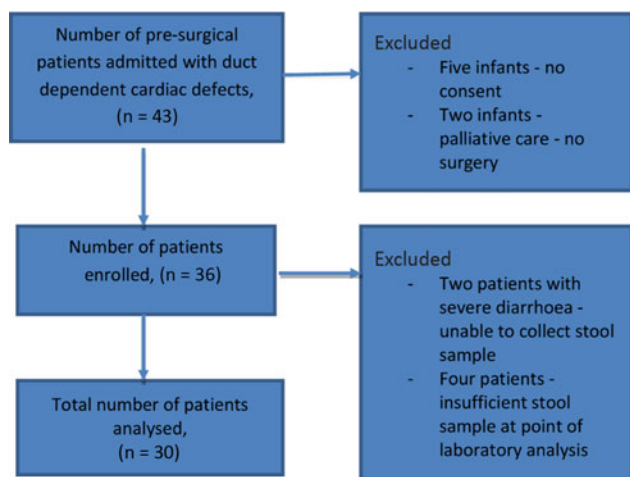 Number of pre-surgical
patients admitted with duct
dependent cardiac defects,
(n = 43)
Excluded
- Five infants - no
consent
- Two infants -
palliative care - no
surgery
Number of patients
enrolled, (n = 36)
Excluded
- Two patients with
severe diarrhoea -
unable to collect stool
sample
- Four patients -
insufficient stool
sample at point of
laboratory analysis
Total number of patients
analysed,
(n = 30)